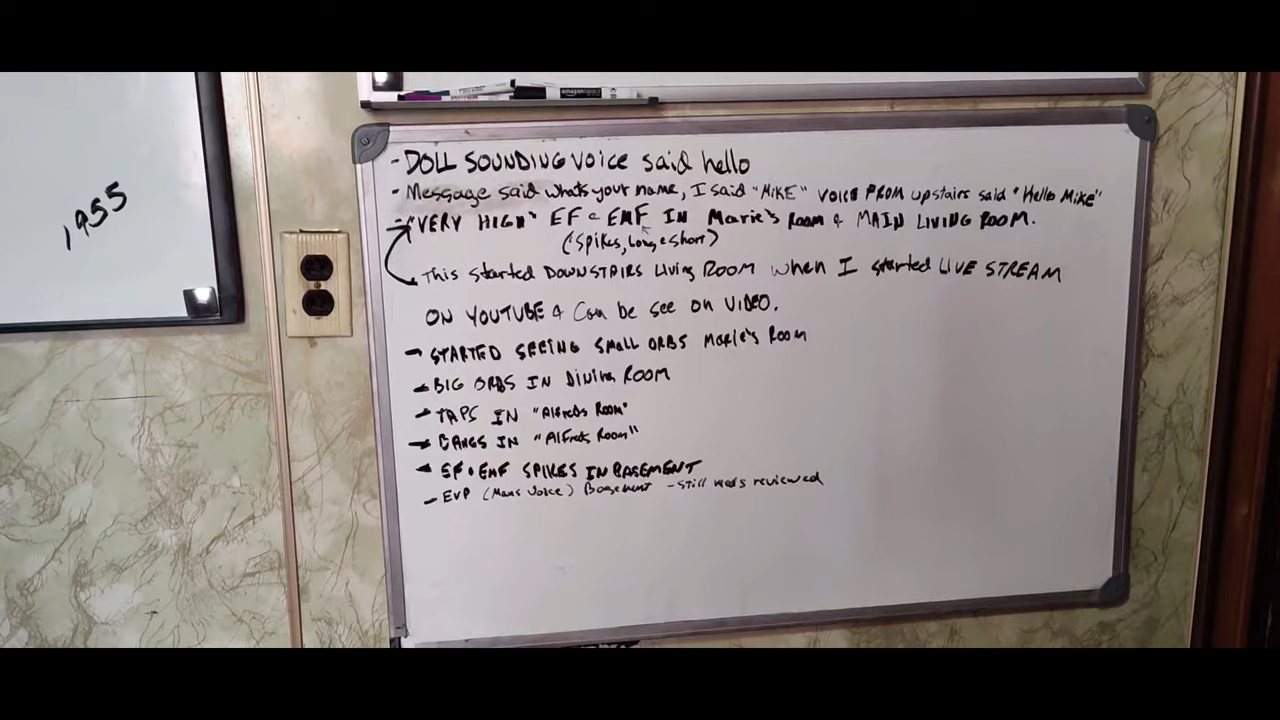 1955
amazonbasics
- DOLL SOUNDING VOICE said hello
- Message said whats your name, I said "MIKE" VOICE FROM upstairs said "Hello Mike"
- "VERY HIGH" EF & EMF IN Marie's Room & MAIN LIVING ROOM.
(Spikes, Long & Short)
This started DOWNSTAIRS Living ROOM when I started LIVE STREAM
ON YOUTUBE & Can be see on VIDEO.
- STARTED SEEING SMALL ORBS Marie's Room
- BIG ORBS IN Dining ROOM
- TAPS IN "Alfreds Room"
- BANGS IN "Alfreds Room"
- EF & EMF SPIKES IN BASEMENT
- EVP (Mans Voice) Basement - Still needs reviewed